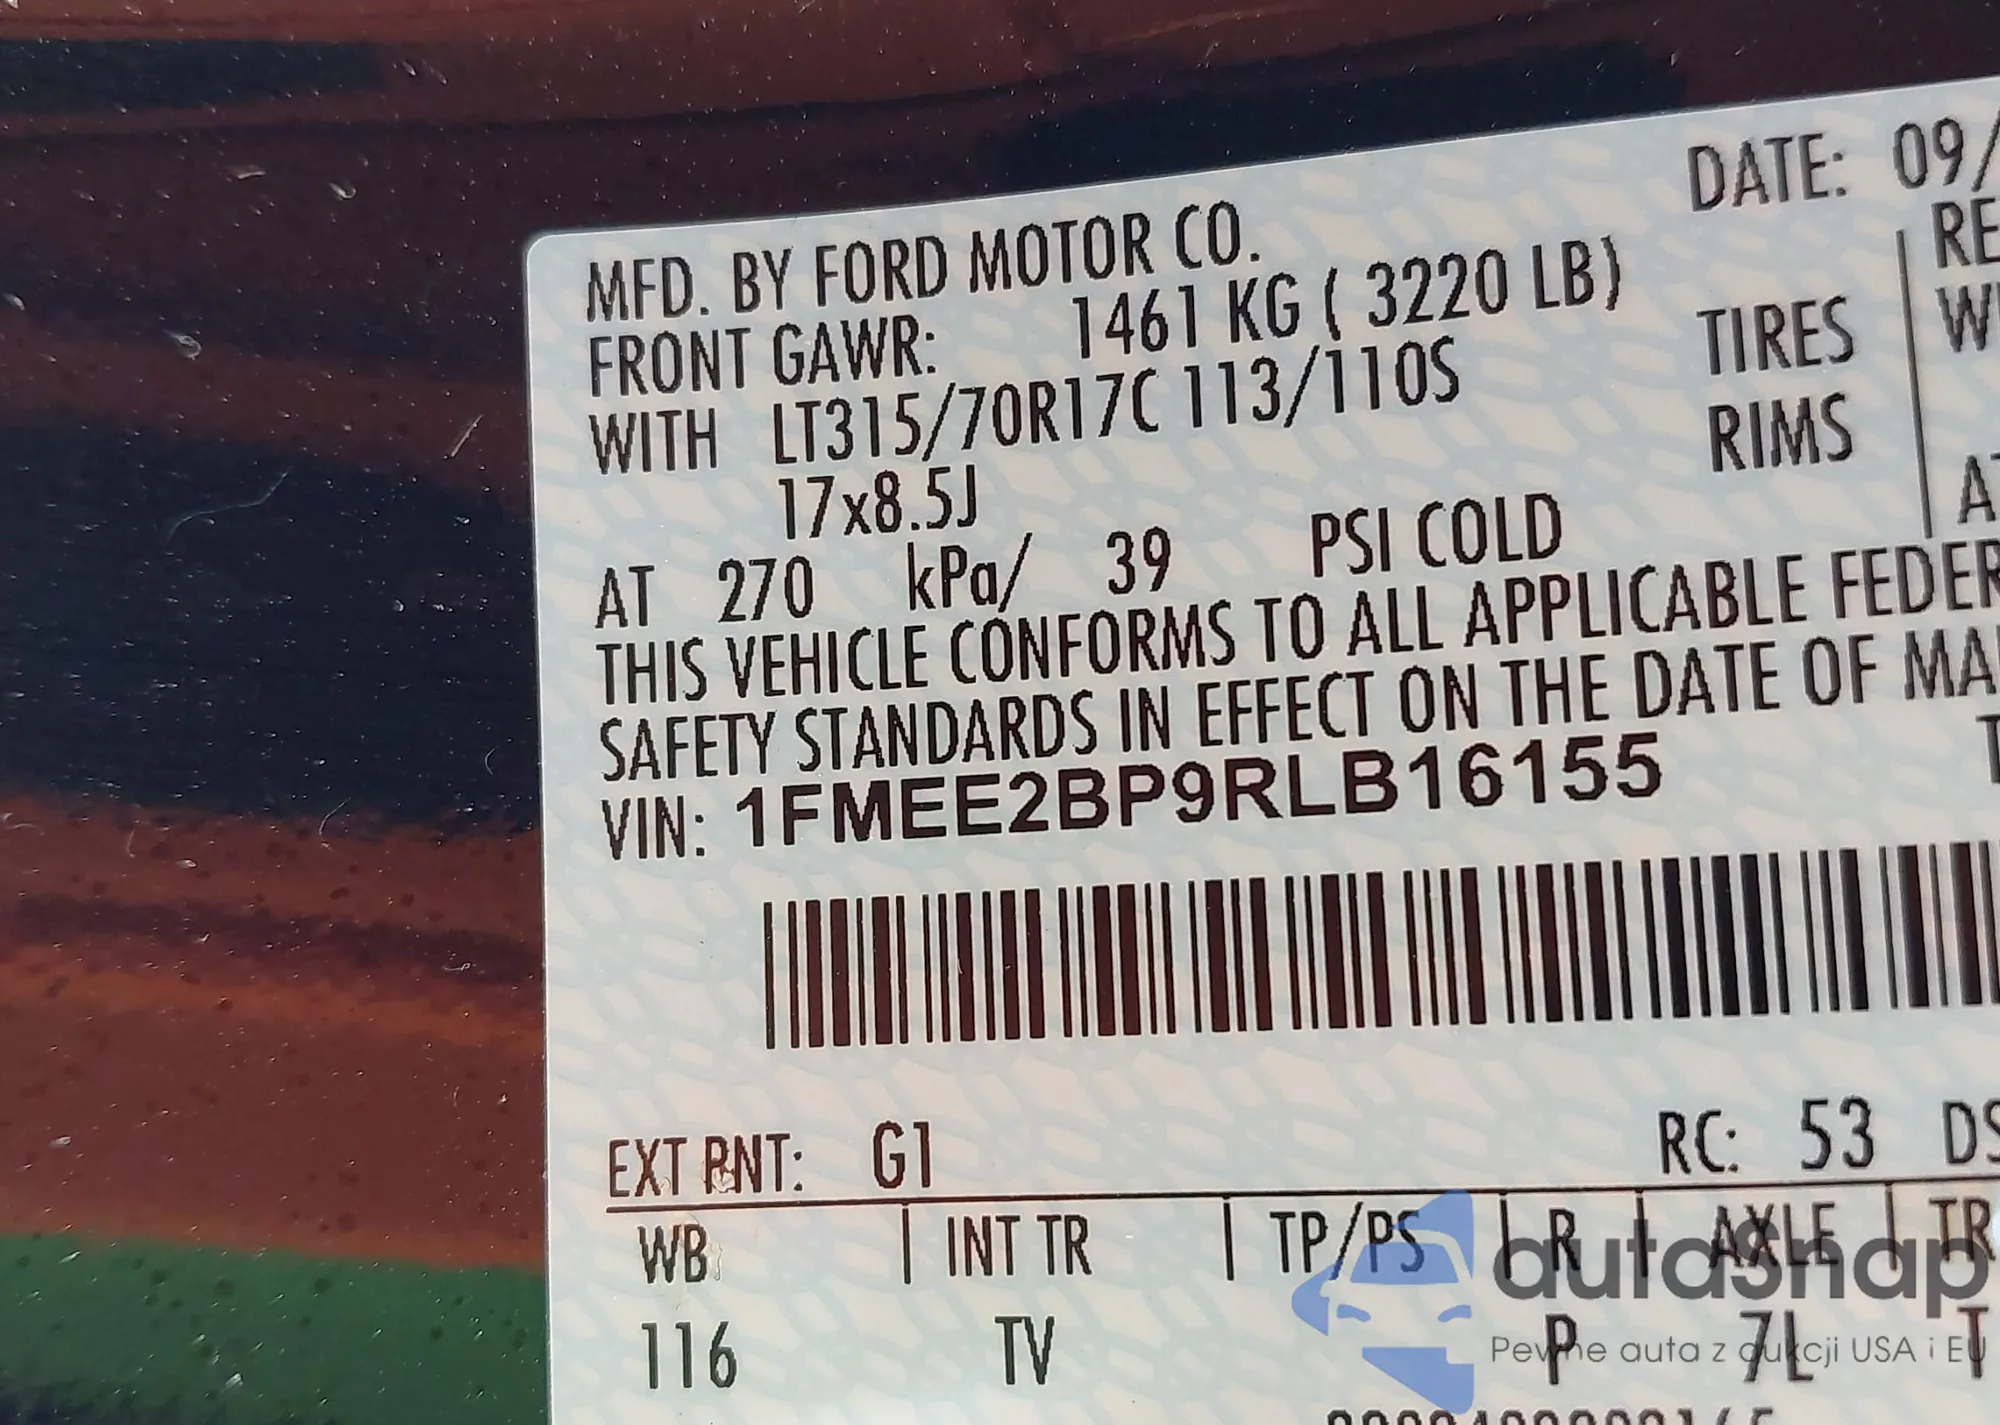 DATE: 09/
MFD. BY FORD MOTOR CO.
FRONT GAWR: 1461 KG ( 3220 LB)
WITH LT315/70R17C 113/110S
TIRES
17x8.5J
RIMS
AT 270 kPa/ 39 PSI COLD
THIS VEHICLE CONFORMS TO ALL APPLICABLE FEDER
SAFETY STANDARDS IN EFFECT ON THE DATE OF MA
VIN: 1FMEE2BP9RLB16155
EXT PNT: G1
RC: 53 DS
WB | INT TR | TP/PS | R | AXLE | TR
116 TV P 7L T
autoSnap
Pewne auta z aukcji USA i EU